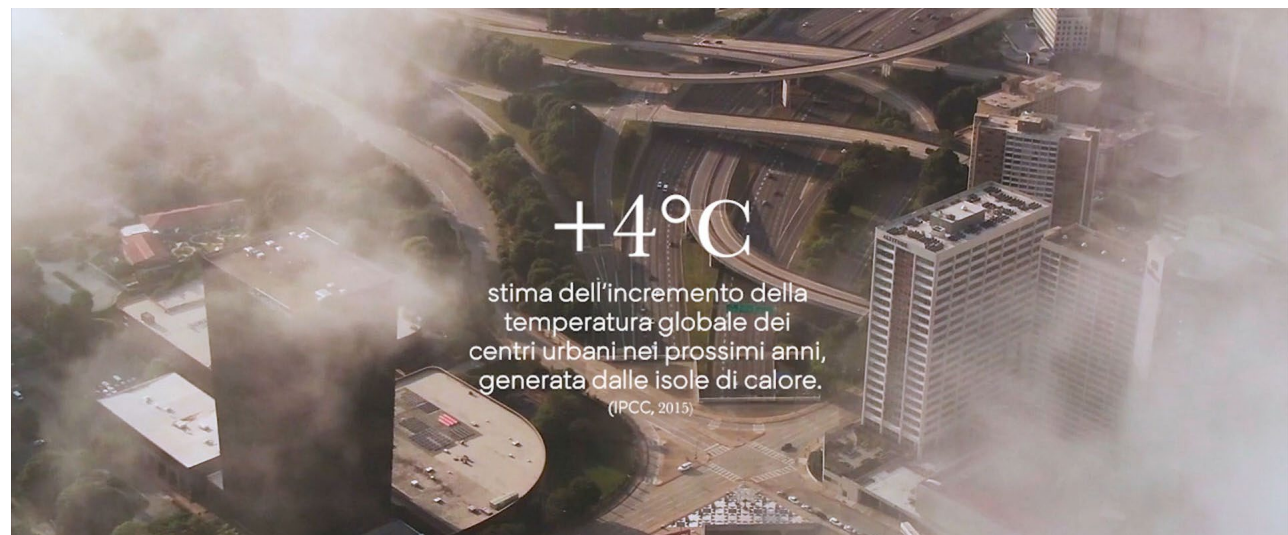 +4°C
stima dell'incremento della
temperatura globale dei
centri urbani nei prossimi anni,
generata dalle isole di calore.
(IPCC, 2015)